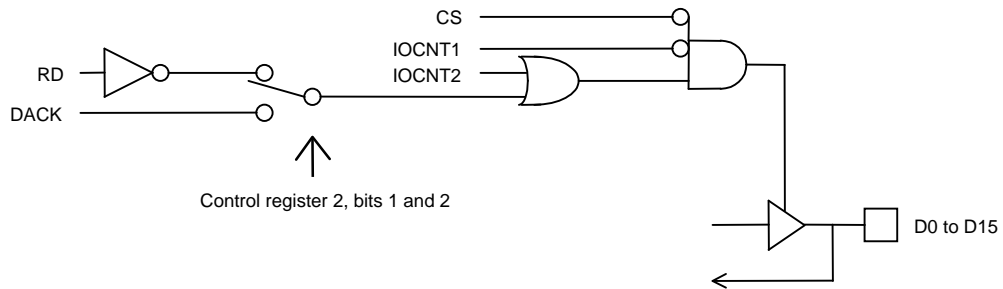 CS
IOCNT1
IOCNT2
RD
DACK
Control register 2, bits 1 and 2
D0 to D15